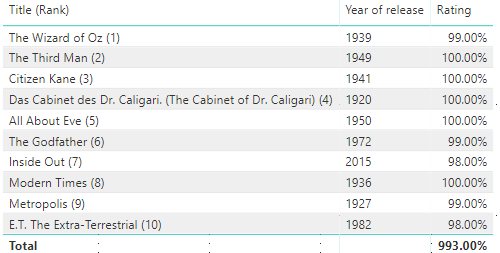 Title (Rank) Year of release Rating
The Wizard of Oz (1) 1939 99.00%
The Third Man (2) 1949 100.00%
Citizen Kane (3) 1941 100.00%
Das Cabinet des Dr. Caligari. (The Cabinet of Dr. Caligari) (4) 1920 100.00%
All About Eve (5) 1950 100.00%
The Godfather (6) 1972 99.00%
Inside Out (7) 2015 98.00%
Modern Times (8) 1936 100.00%
Metropolis (9) 1927 99.00%
E.T. The Extra-Terrestrial (10) 1982 98.00%
Total 993.00%